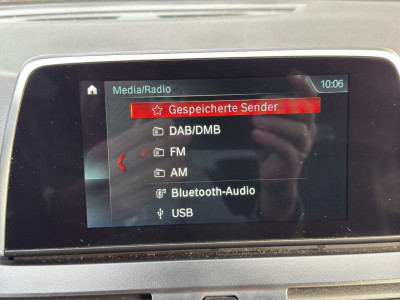 Media/Radio
10:06
Gespeicherte Sender
DAB/DMB
FM
AM
Bluetooth-Audio
USB